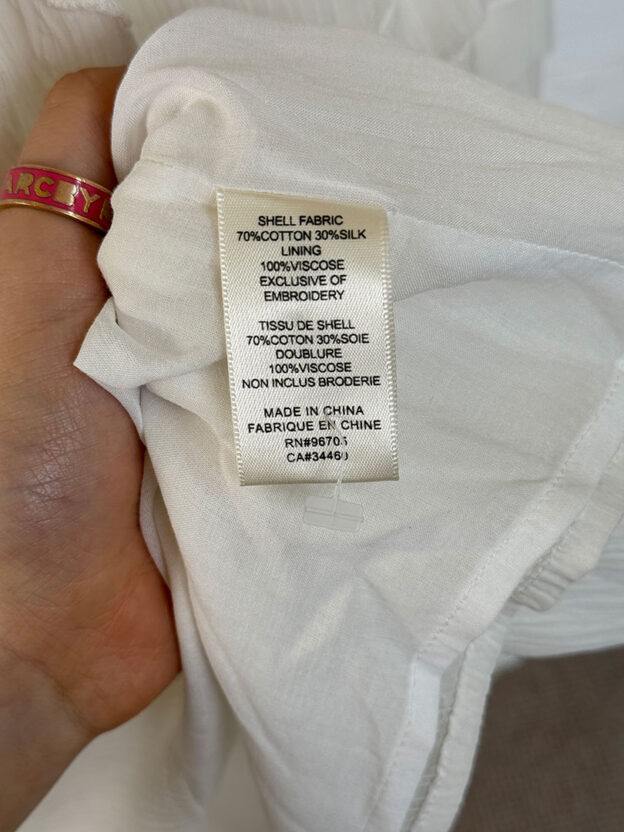 ARCBY
SHELL FABRIC
70%COTTON 30%SILK
LINING
100%VISCOSE
EXCLUSIVE OF
EMBROIDERY
TISSU DE SHELL
70%COTON 30%SOIE
DOUBLURE
100%VISCOSE
NON INCLUS BRODERIE
MADE IN CHINA
FABRIQUE EN CHINE